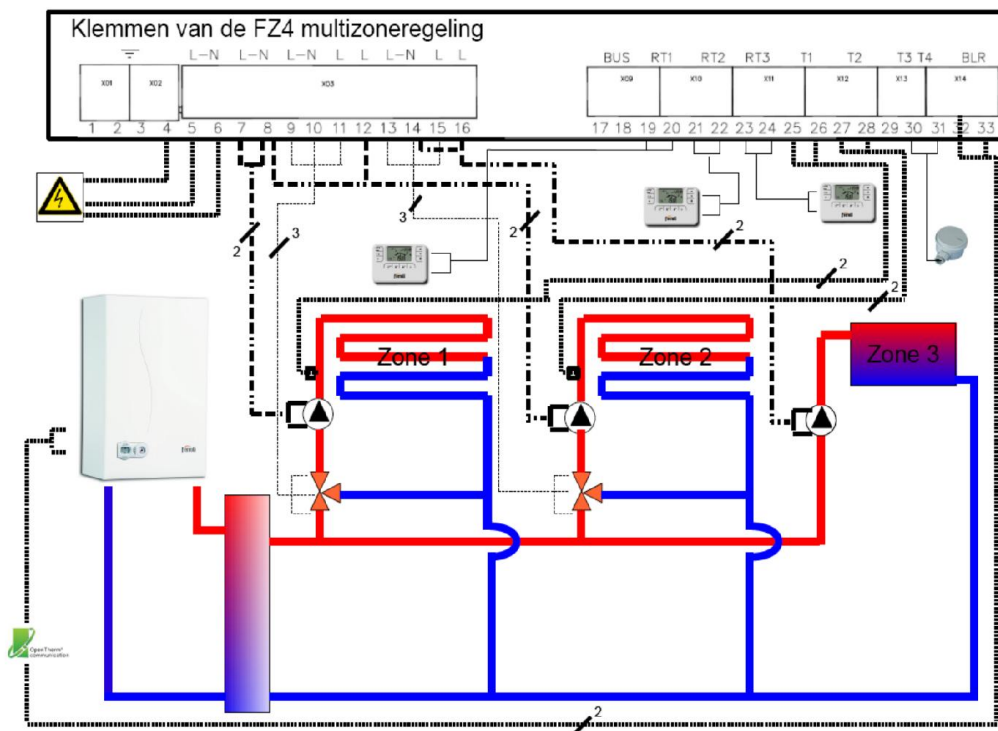 Klemmen van de FZ4 multizoneregeling
L-N L-N L-N L L L-N L L
BUS RT1 RT2 RT3 T1 T2 T3 T4 BLR
X01 X02 X03 X09 X10 X11 X12 X13 X14
1 2 3 4 5 6 7 8 9 10 11 12 13 14 15 16 17 18 19 20 21 22 23 24 25 26 27 28 29 30 31 32 33
2
3
3
2
2
2
2
Zone 1
Zone 2
Zone 3
OpenTherm
communication
2